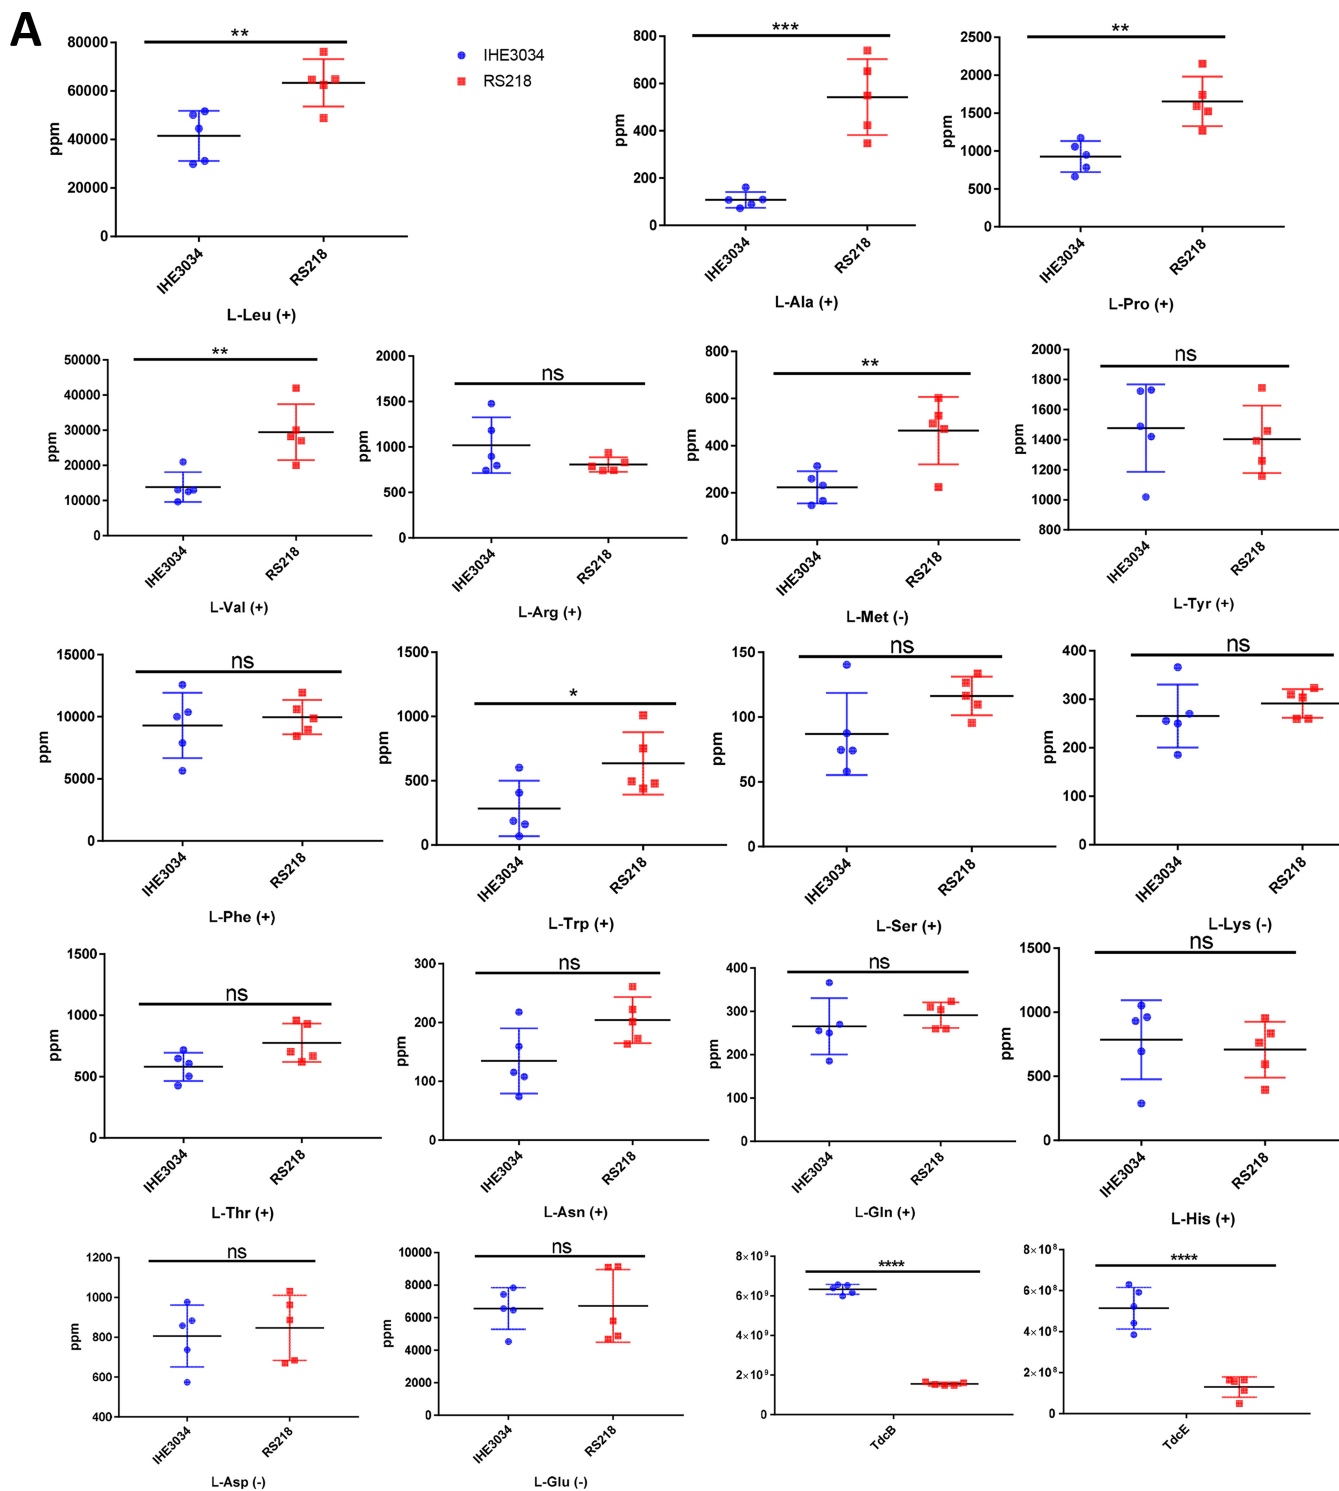 A
**
80000
60000
40000
20000
0
ppm
IHE3034
RS218
L-Leu (+)
IHE3034
RS218
***
800
600
400
200
0
ppm
IHE3034
RS218
L-Ala (+)
**
2500
2000
1500
1000
500
0
ppm
IHE3034
RS218
L-Pro (+)
**
50000
40000
30000
20000
10000
0
ppm
IHE3034
RS218
L-Val (+)
ns
2000
1500
1000
500
0
ppm
IHE3034
RS218
L-Arg (+)
**
800
600
400
200
0
ppm
IHE3034
RS218
L-Met (-)
ns
2000
1800
1600
1400
1200
1000
800
ppm
IHE3034
RS218
L-Tyr (+)
ns
15000
10000
5000
0
ppm
IHE3034
RS218
L-Phe (+)
*
1500
1000
500
0
ppm
IHE3034
RS218
L-Trp (+)
ns
150
100
50
0
ppm
IHE3034
RS218
L-Ser (+)
ns
400
300
200
100
0
ppm
IHE3034
RS218
L-Lys (-)
ns
1500
1000
500
0
ppm
IHE3034
RS218
L-Thr (+)
ns
300
200
100
0
ppm
IHE3034
RS218
L-Asn (+)
ns
400
300
200
100
0
ppm
IHE3034
RS218
L-Gln (+)
ns
1500
1000
500
0
ppm
IHE3034
RS218
L-His (+)
ns
1200
1000
800
600
400
ppm
IHE3034
RS218
L-Asp (-)
ns
10000
8000
6000
4000
2000
0
ppm
IHE3034
RS218
L-Glu (-)
****
8×10⁹
6×10⁹
4×10⁹
2×10⁹
0
ppm
TdcB
****
8×10⁸
6×10⁸
4×10⁸
2×10⁸
0
ppm
TdcE